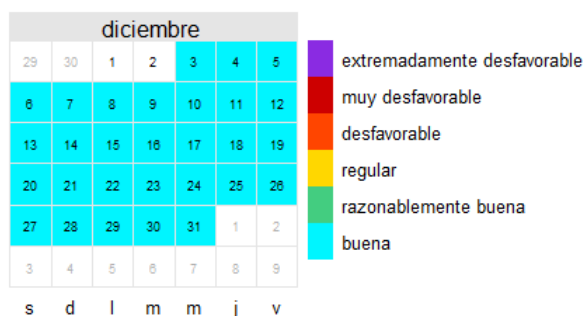 diciembre
29 30 1 2 3 4 5
6 7 8 9 10 11 12
13 14 15 16 17 18 19
20 21 22 23 24 25 26
27 28 29 30 31 1 2
3 4 5 6 7 8 9
s d l m m j v
extremadamente desfavorable
muy desfavorable
desfavorable
regular
razonablemente buena
buena